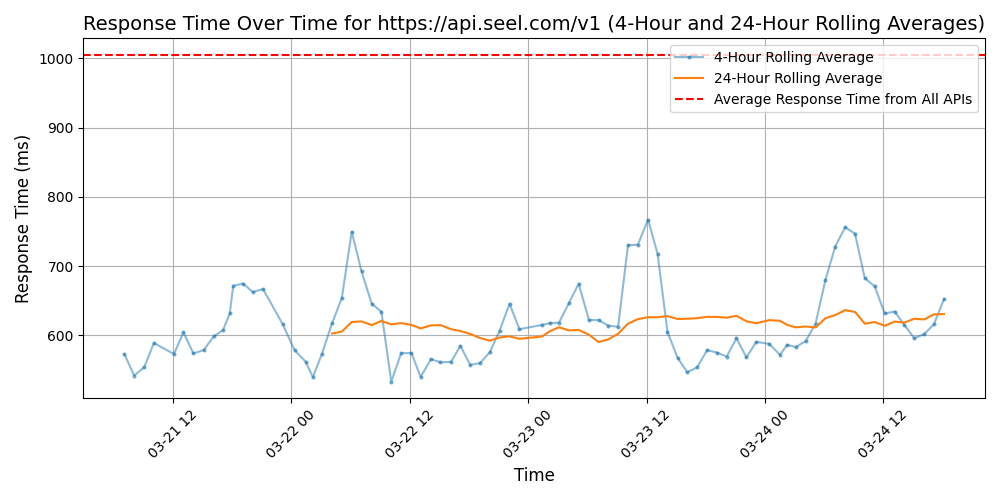 Response Time Over Time for https://api.seel.com/v1 (4-Hour and 24-Hour Rolling Averages)
4-Hour Rolling Average
24-Hour Rolling Average
Average Response Time from All APIs
Response Time (ms)
1000
900
800
700
600
03-21 12
03-22 00
03-22 12
03-23 00
03-23 12
03-24 00
03-24 12
Time